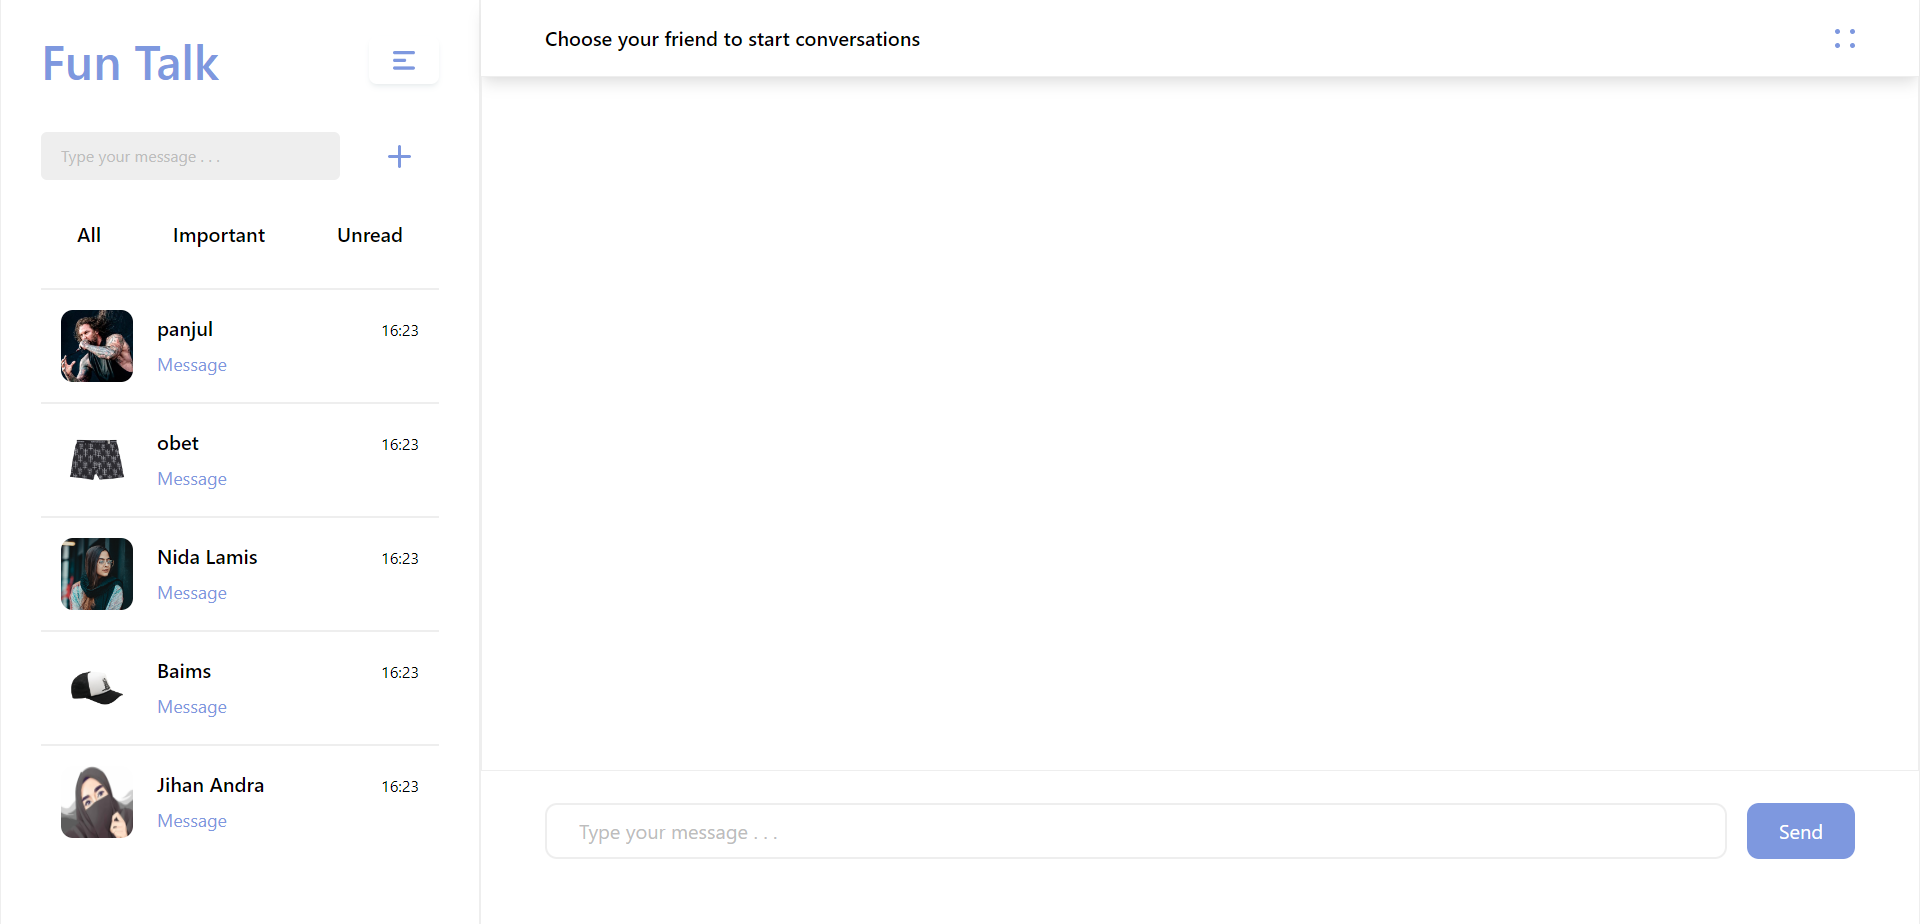 Fun Talk
Type your message . . .
All Important Unread
panjul 16:23
Message
obet 16:23
Message
Nida Lamis 16:23
Message
Baims 16:23
Message
Jihan Andra 16:23
Message
Choose your friend to start conversations
Type your message . . .
Send